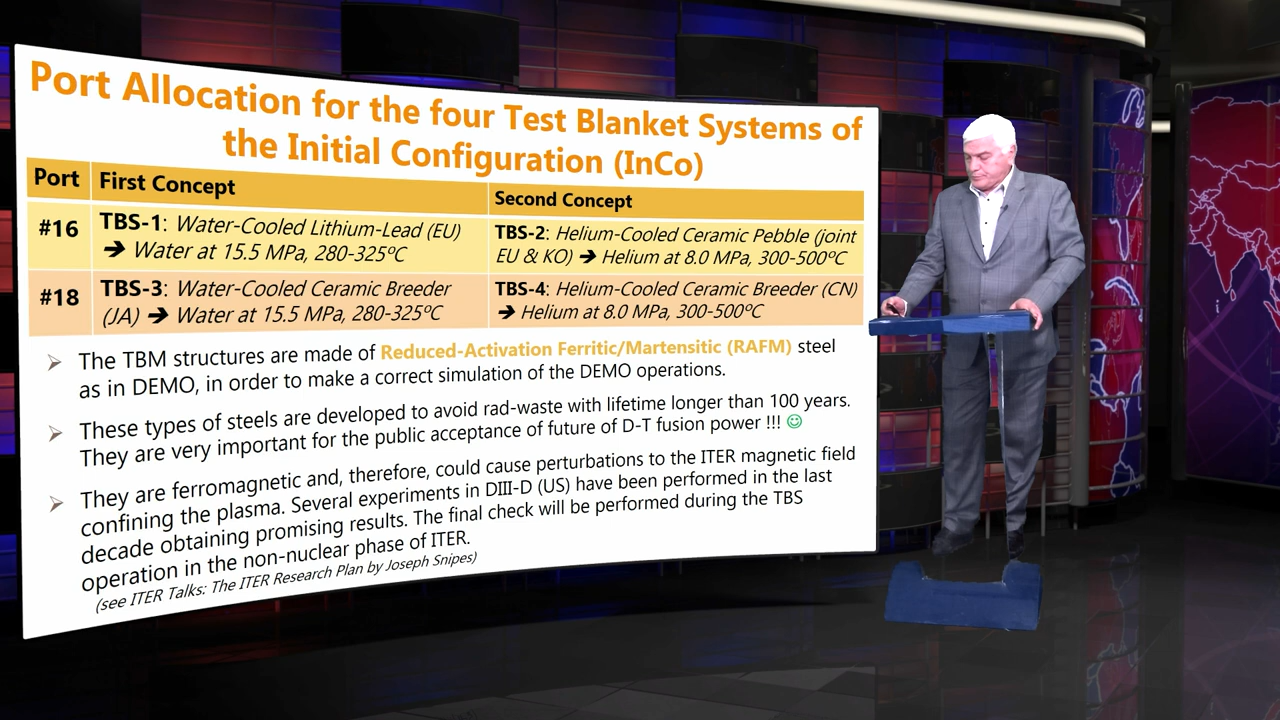 Port Allocation for the four Test Blanket Systems of
the Initial Configuration (InCo)
Port First Concept Second Concept
#16 TBS-1: Water-Cooled Lithium-Lead (EU)
➔ Water at 15.5 MPa, 280-325ºC
TBS-2: Helium-Cooled Ceramic Pebble (joint
EU & KO) ➔ Helium at 8.0 MPa, 300-500ºC
#18 TBS-3: Water-Cooled Ceramic Breeder
(JA) ➔ Water at 15.5 MPa, 280-325ºC
TBS-4: Helium-Cooled Ceramic Breeder (CN)
➔ Helium at 8.0 MPa, 300-500ºC
➢ The TBM structures are made of Reduced-Activation Ferritic/Martensitic (RAFM) steel
as in DEMO, in order to make a correct simulation of the DEMO operations.
➢ These types of steels are developed to avoid rad-waste with lifetime longer than 100 years.
They are very important for the public acceptance of future of D-T fusion power !!! ☺
➢ They are ferromagnetic and, therefore, could cause perturbations to the ITER magnetic field
confining the plasma. Several experiments in DIII-D (US) have been performed in the last
decade obtaining promising results. The final check will be performed during the TBS
operation in the non-nuclear phase of ITER.
(see ITER Talks: The ITER Research Plan by Joseph Snipes)